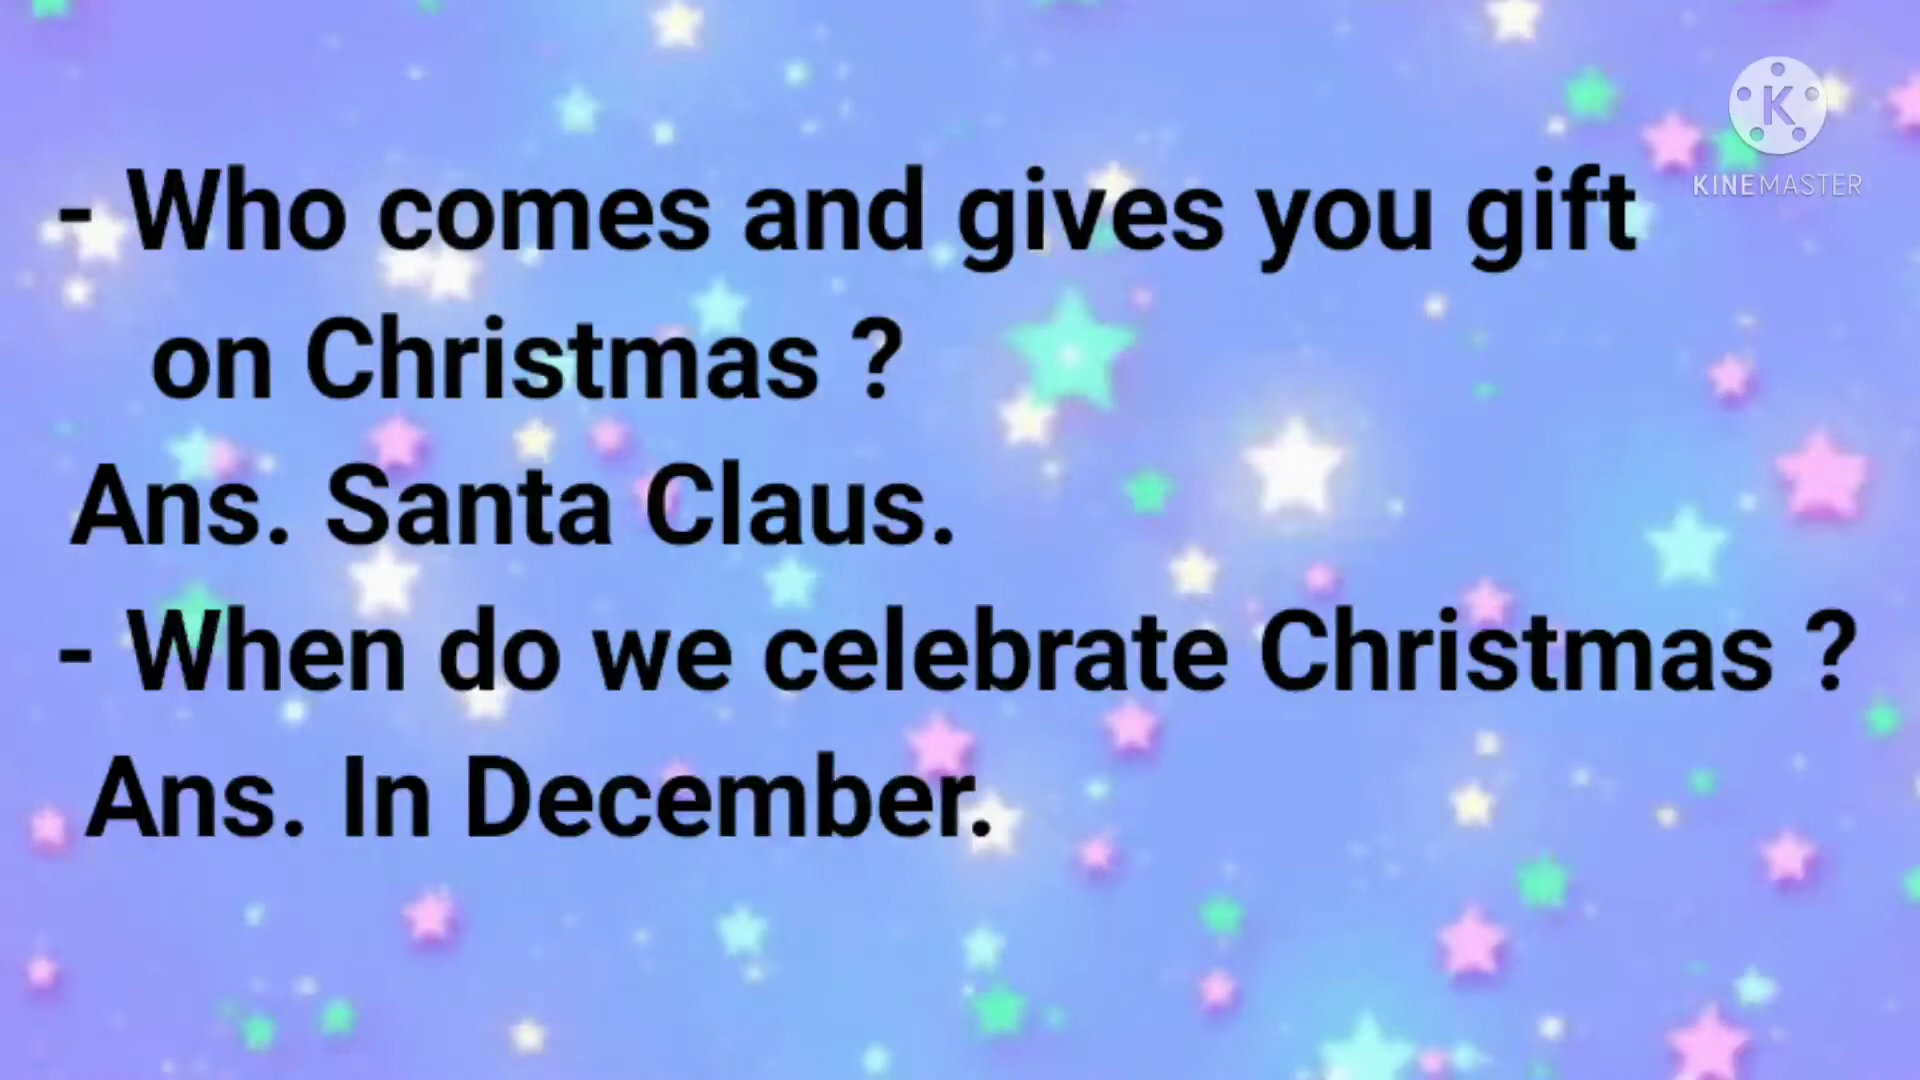 K
KINEMASTER
- Who comes and gives you gift
on Christmas ?
Ans. Santa Claus.
- When do we celebrate Christmas ?
Ans. In December.